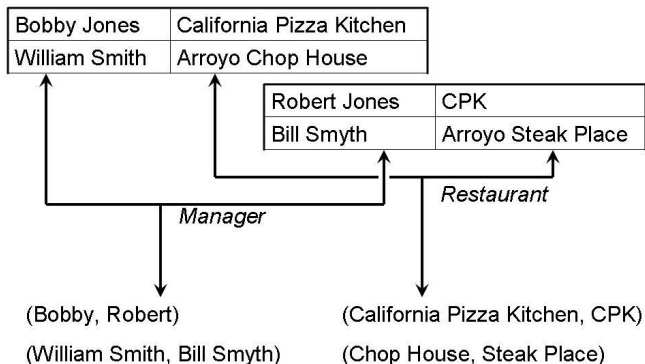 Bobby Jones California Pizza Kitchen
William Smith Arroyo Chop House
Robert Jones CPK
Bill Smyth Arroyo Steak Place
Manager
Restaurant
(Bobby, Robert)
(California Pizza Kitchen, CPK)
(William Smith, Bill Smyth)
(Chop House, Steak Place)